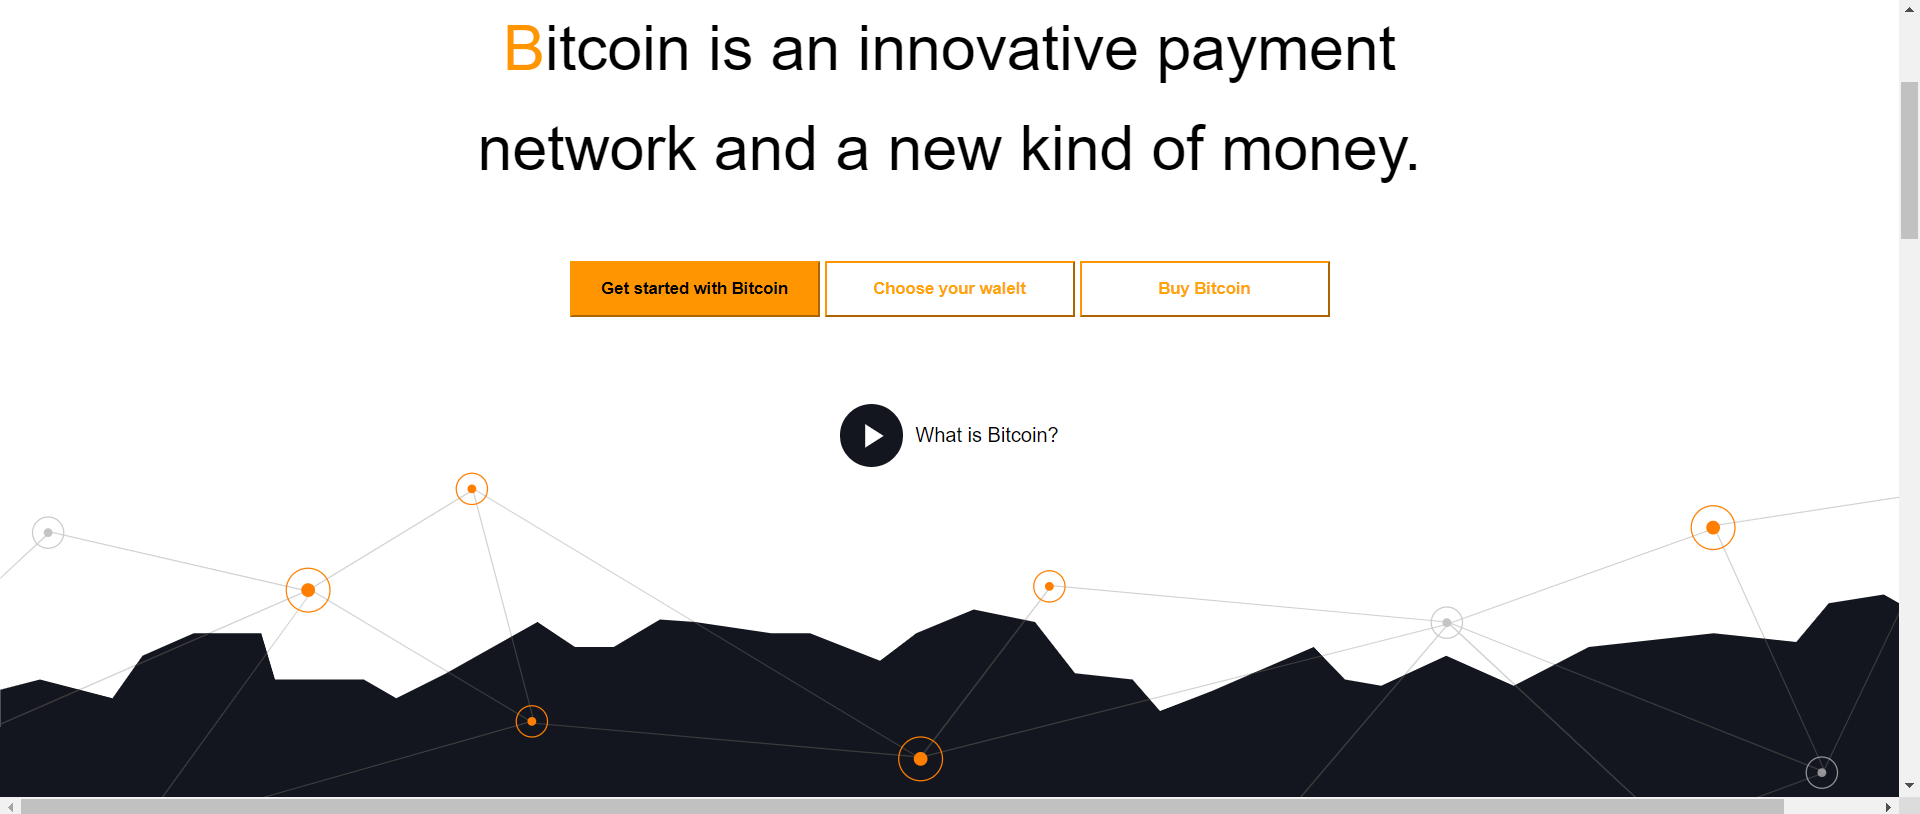 Bitcoin is an innovative payment
network and a new kind of money.
Get started with Bitcoin
Choose your walelt
Buy Bitcoin
What is Bitcoin?